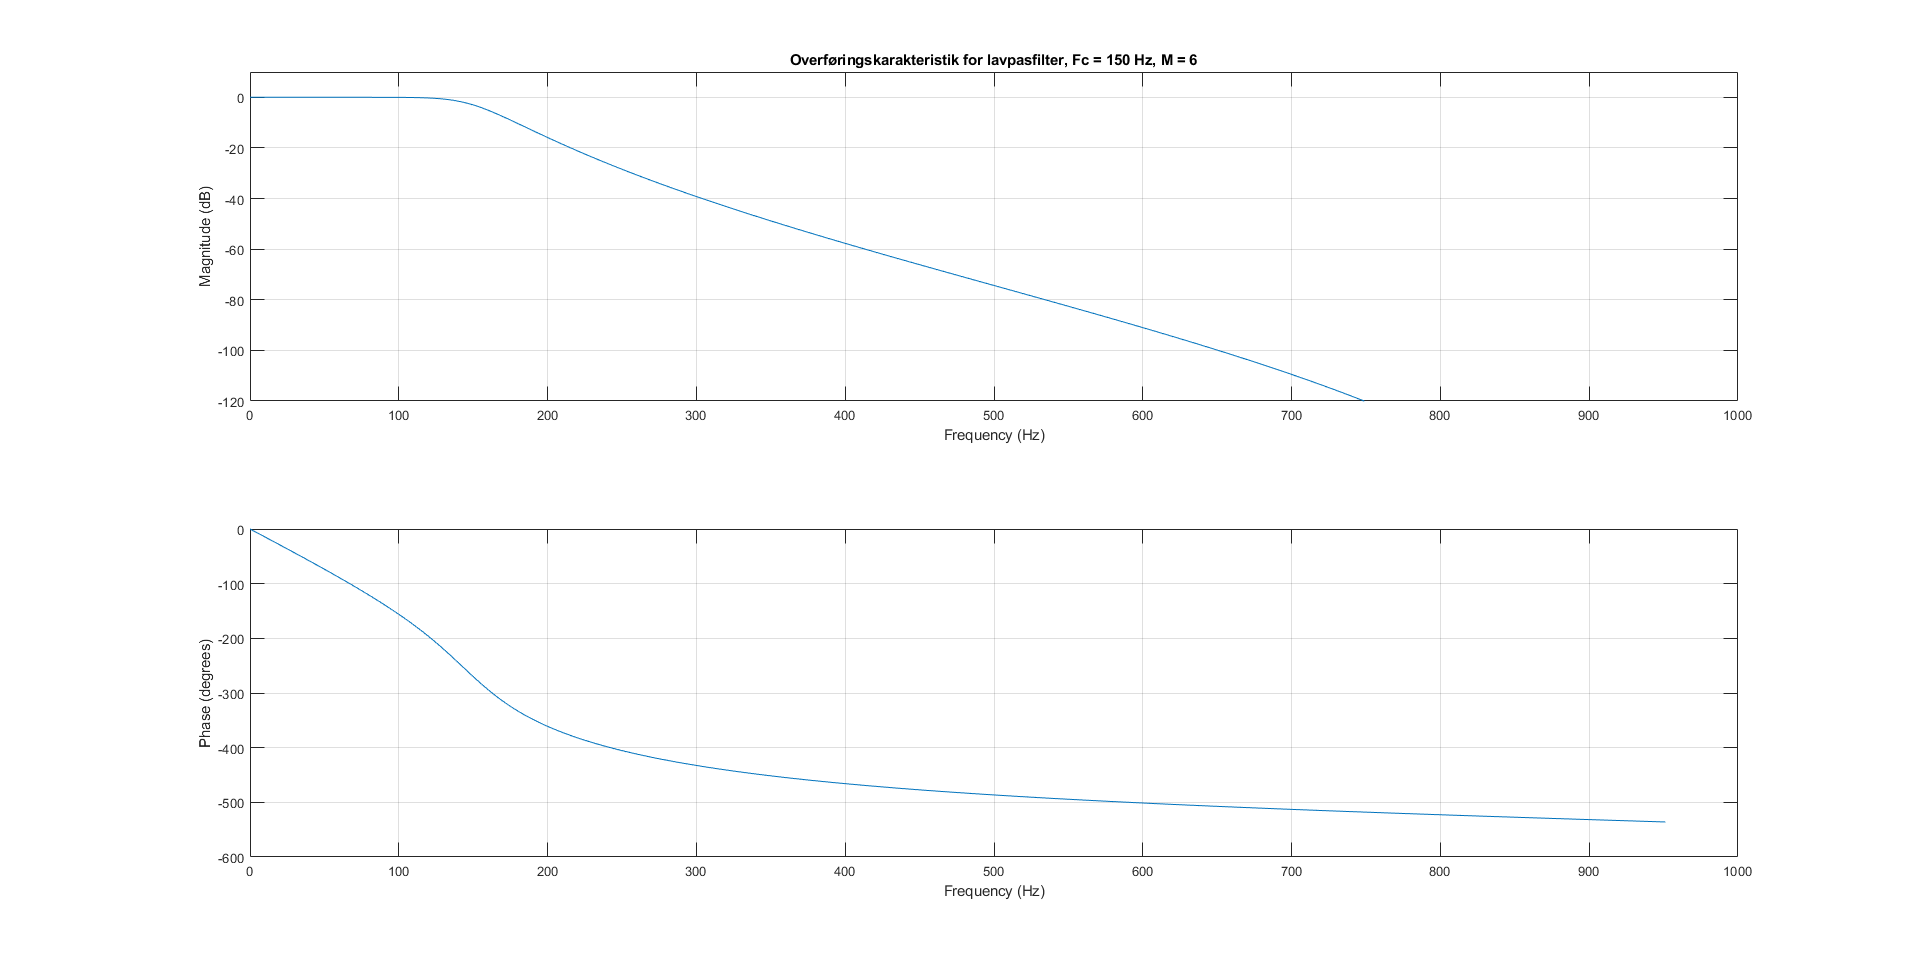 Overføringskarakteristik for lavpasfilter, Fc = 150 Hz, M = 6
0
-20
-40
-60
-80
-100
-120
Magnitude (dB)
0 100 200 300 400 500 600 700 800 900 1000
Frequency (Hz)
0
-100
-200
-300
-400
-500
-600
Phase (degrees)
0 100 200 300 400 500 600 700 800 900 1000
Frequency (Hz)